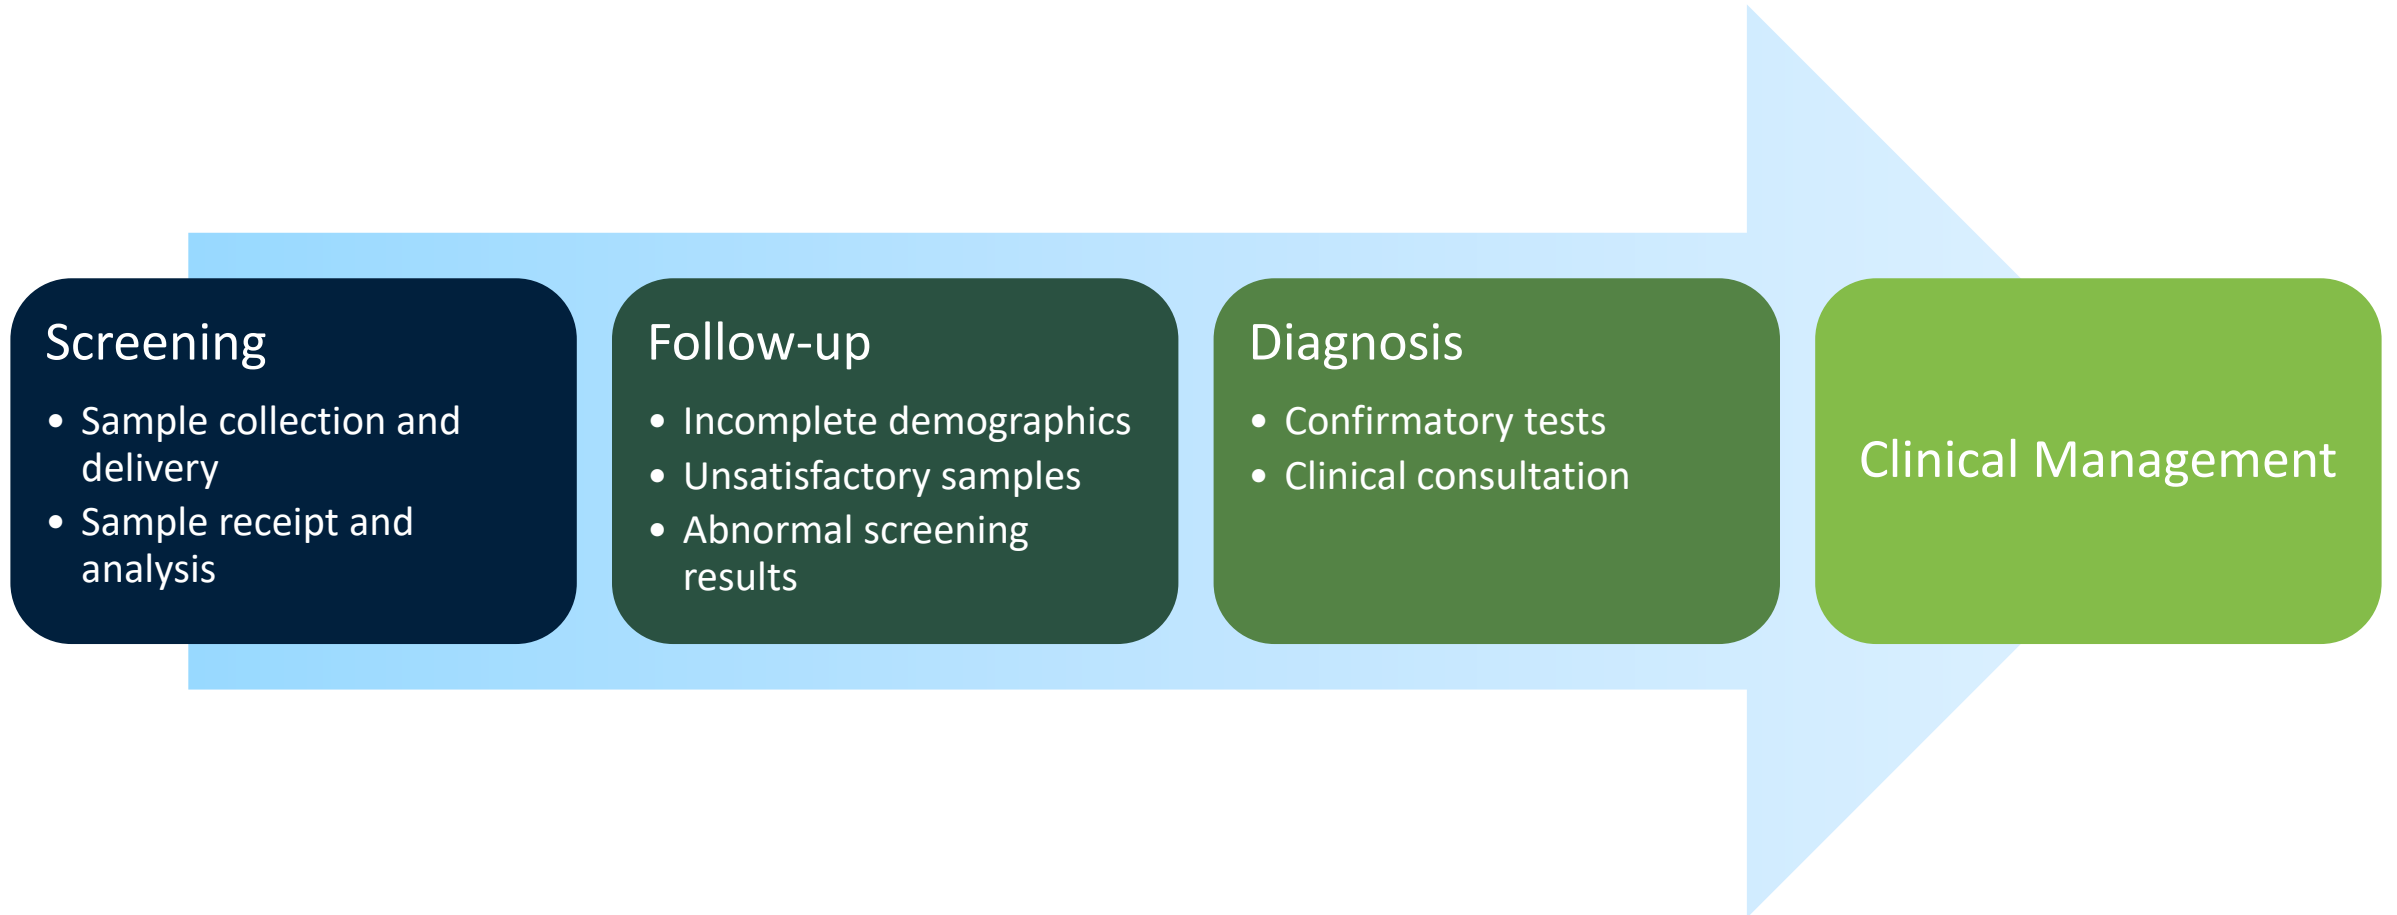 Screening
• Sample collection and
delivery
• Sample receipt and
analysis
Follow-up
• Incomplete demographics
• Unsatisfactory samples
• Abnormal screening
results
Diagnosis
• Confirmatory tests
• Clinical consultation
Clinical Management